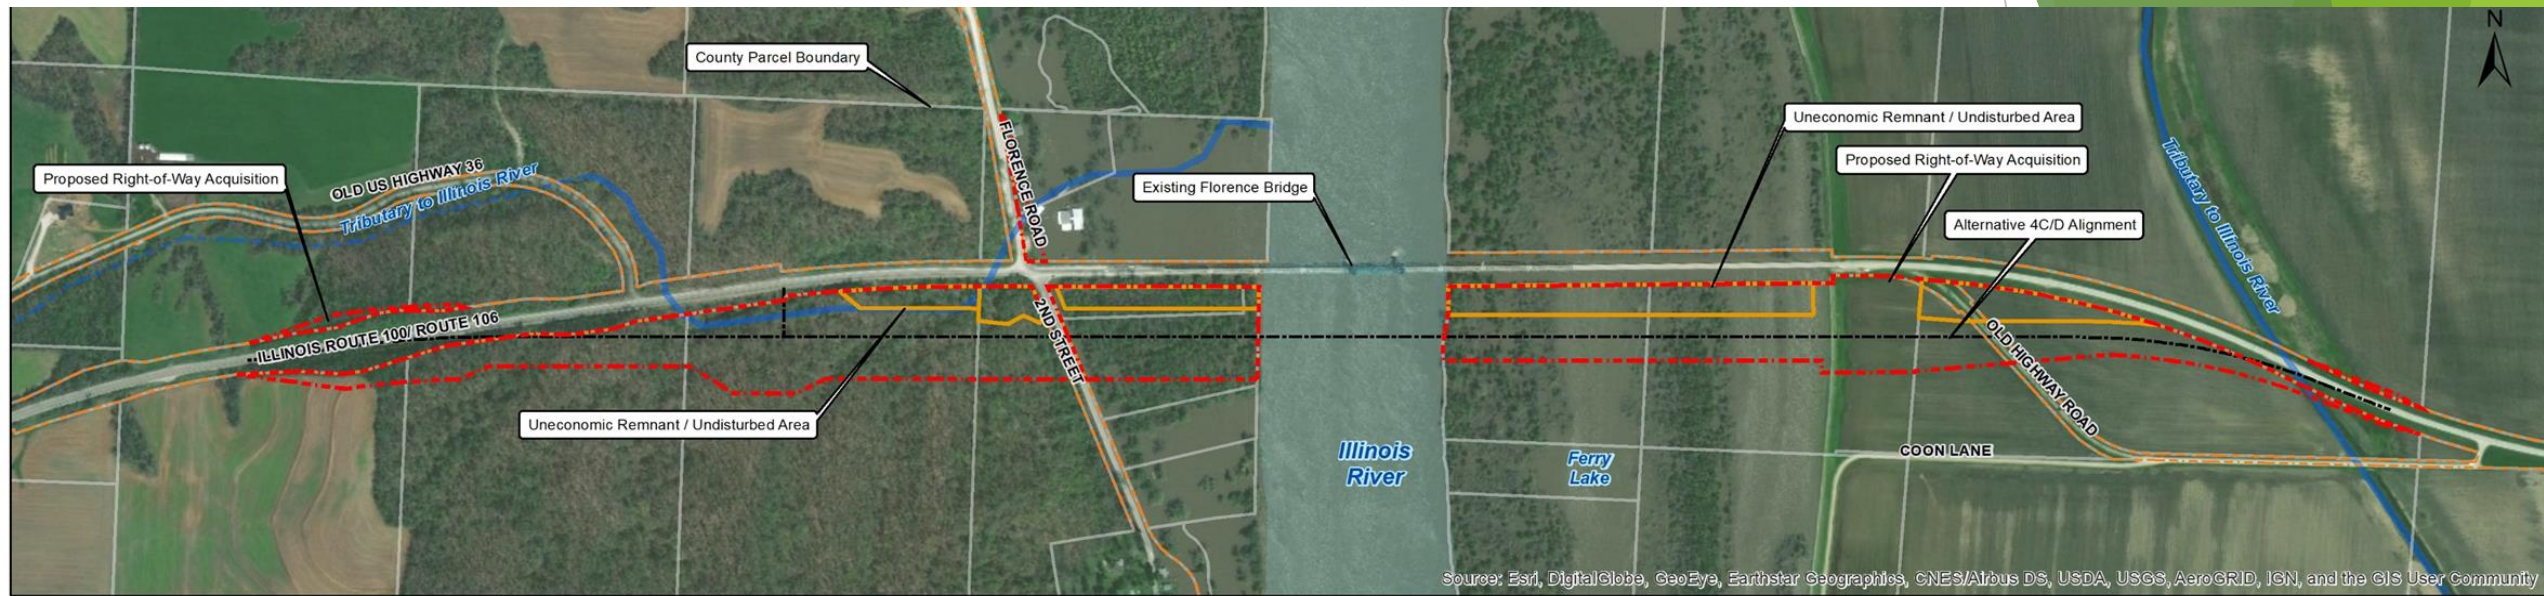 N
County Parcel Boundary
Uneconomic Remnant / Undisturbed Area
FLORENCE ROAD
Proposed Right-of-Way Acquisition
OLD US HIGHWAY 36
Tributary to Illinois River
Existing Florence Bridge
Proposed Right-of-Way Acquisition
Tributary to Illinois River
Alternative 4C/D Alignment
ILLINOIS ROUTE 100/ ROUTE 106
2ND STREET
OLD HIGHWAY ROAD
Uneconomic Remnant / Undisturbed Area
Illinois
River
Ferry
Lake
COON LANE
Source: Esri, DigitalGlobe, GeoEye, Earthstar Geographics, CNES/Airbus DS, USDA, USGS, AeroGRID, IGN, and the GIS User Community